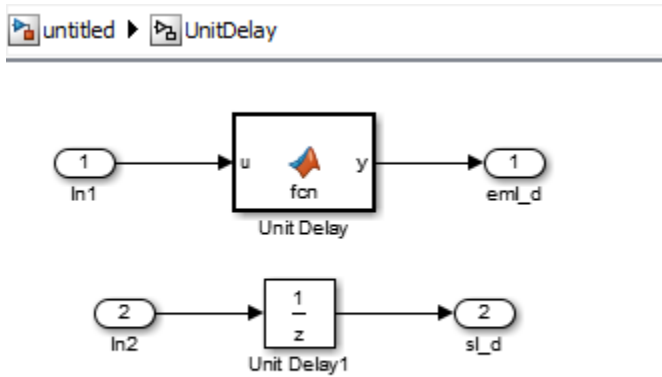 untitled UnitDelay
1 u fcn y 1
In1 Unit Delay eml_d
2 1 z 2
In2 Unit Delay1 sl_d